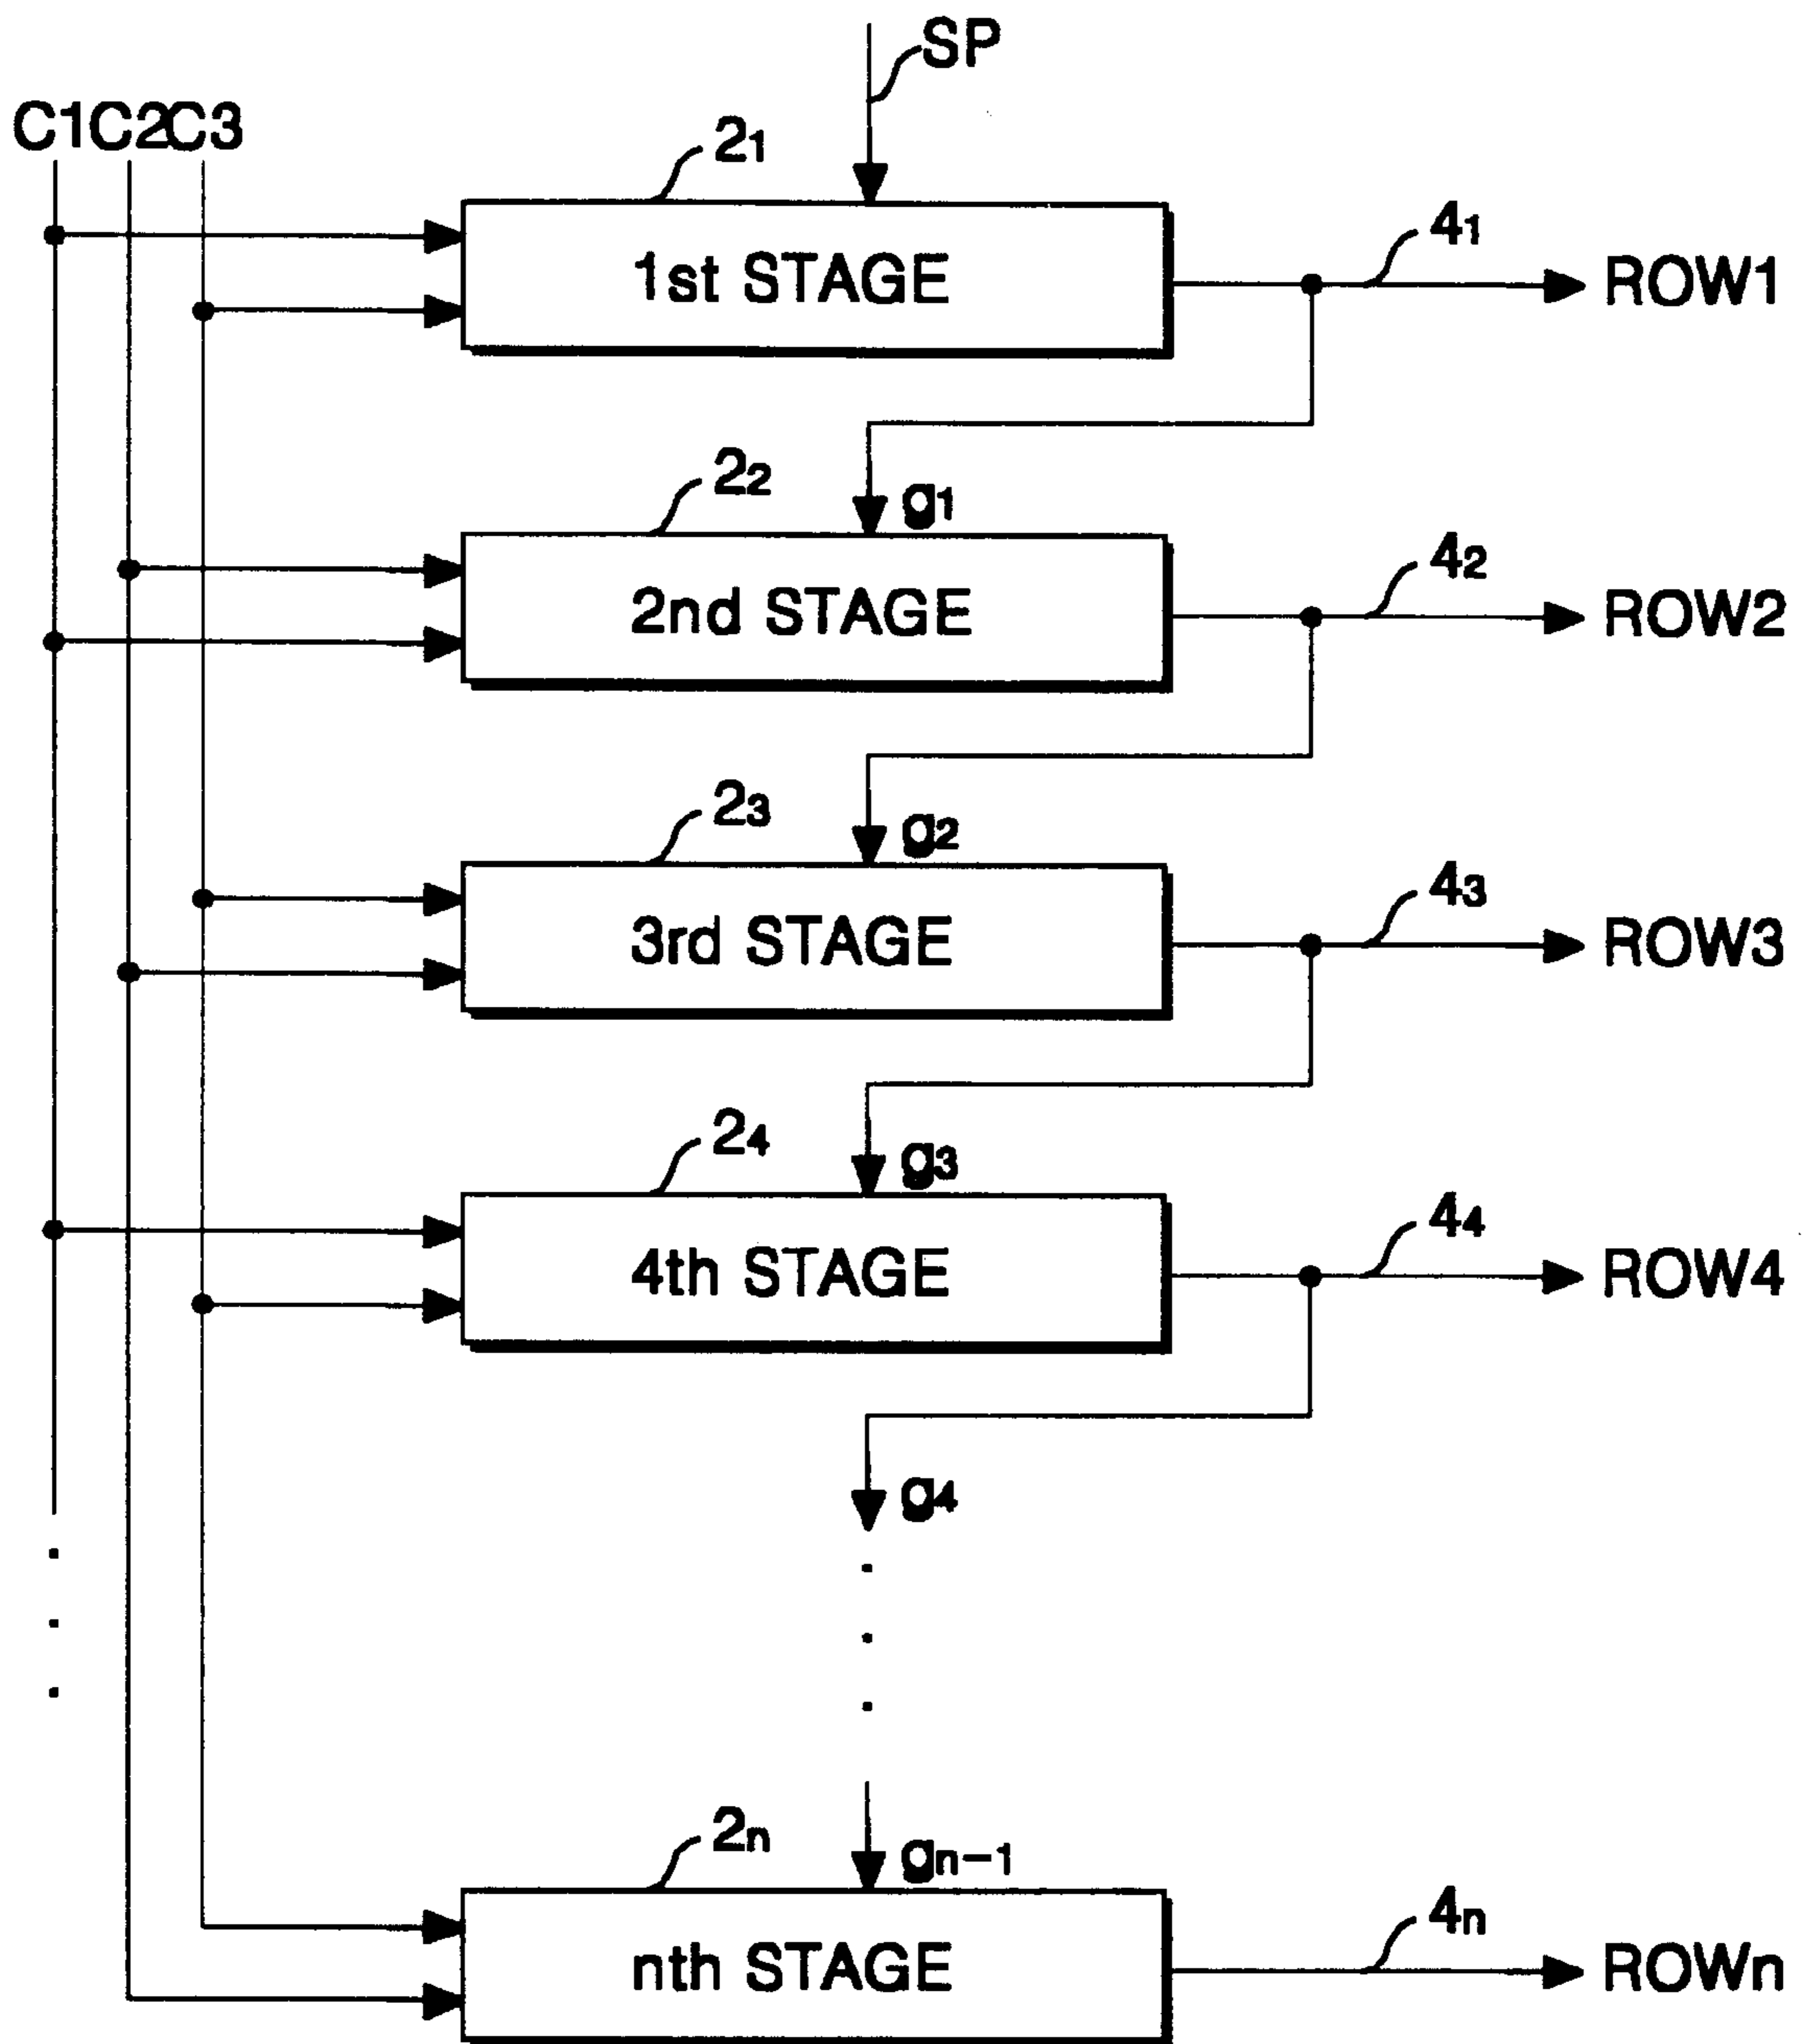 SP
C1C2C3
21
1st STAGE
41
ROW1
22
g1
2nd STAGE
42
ROW2
23
g2
3rd STAGE
43
ROW3
24
g3
4th STAGE
44
ROW4
g4
2n
gn-1
nth STAGE
4n
ROWn